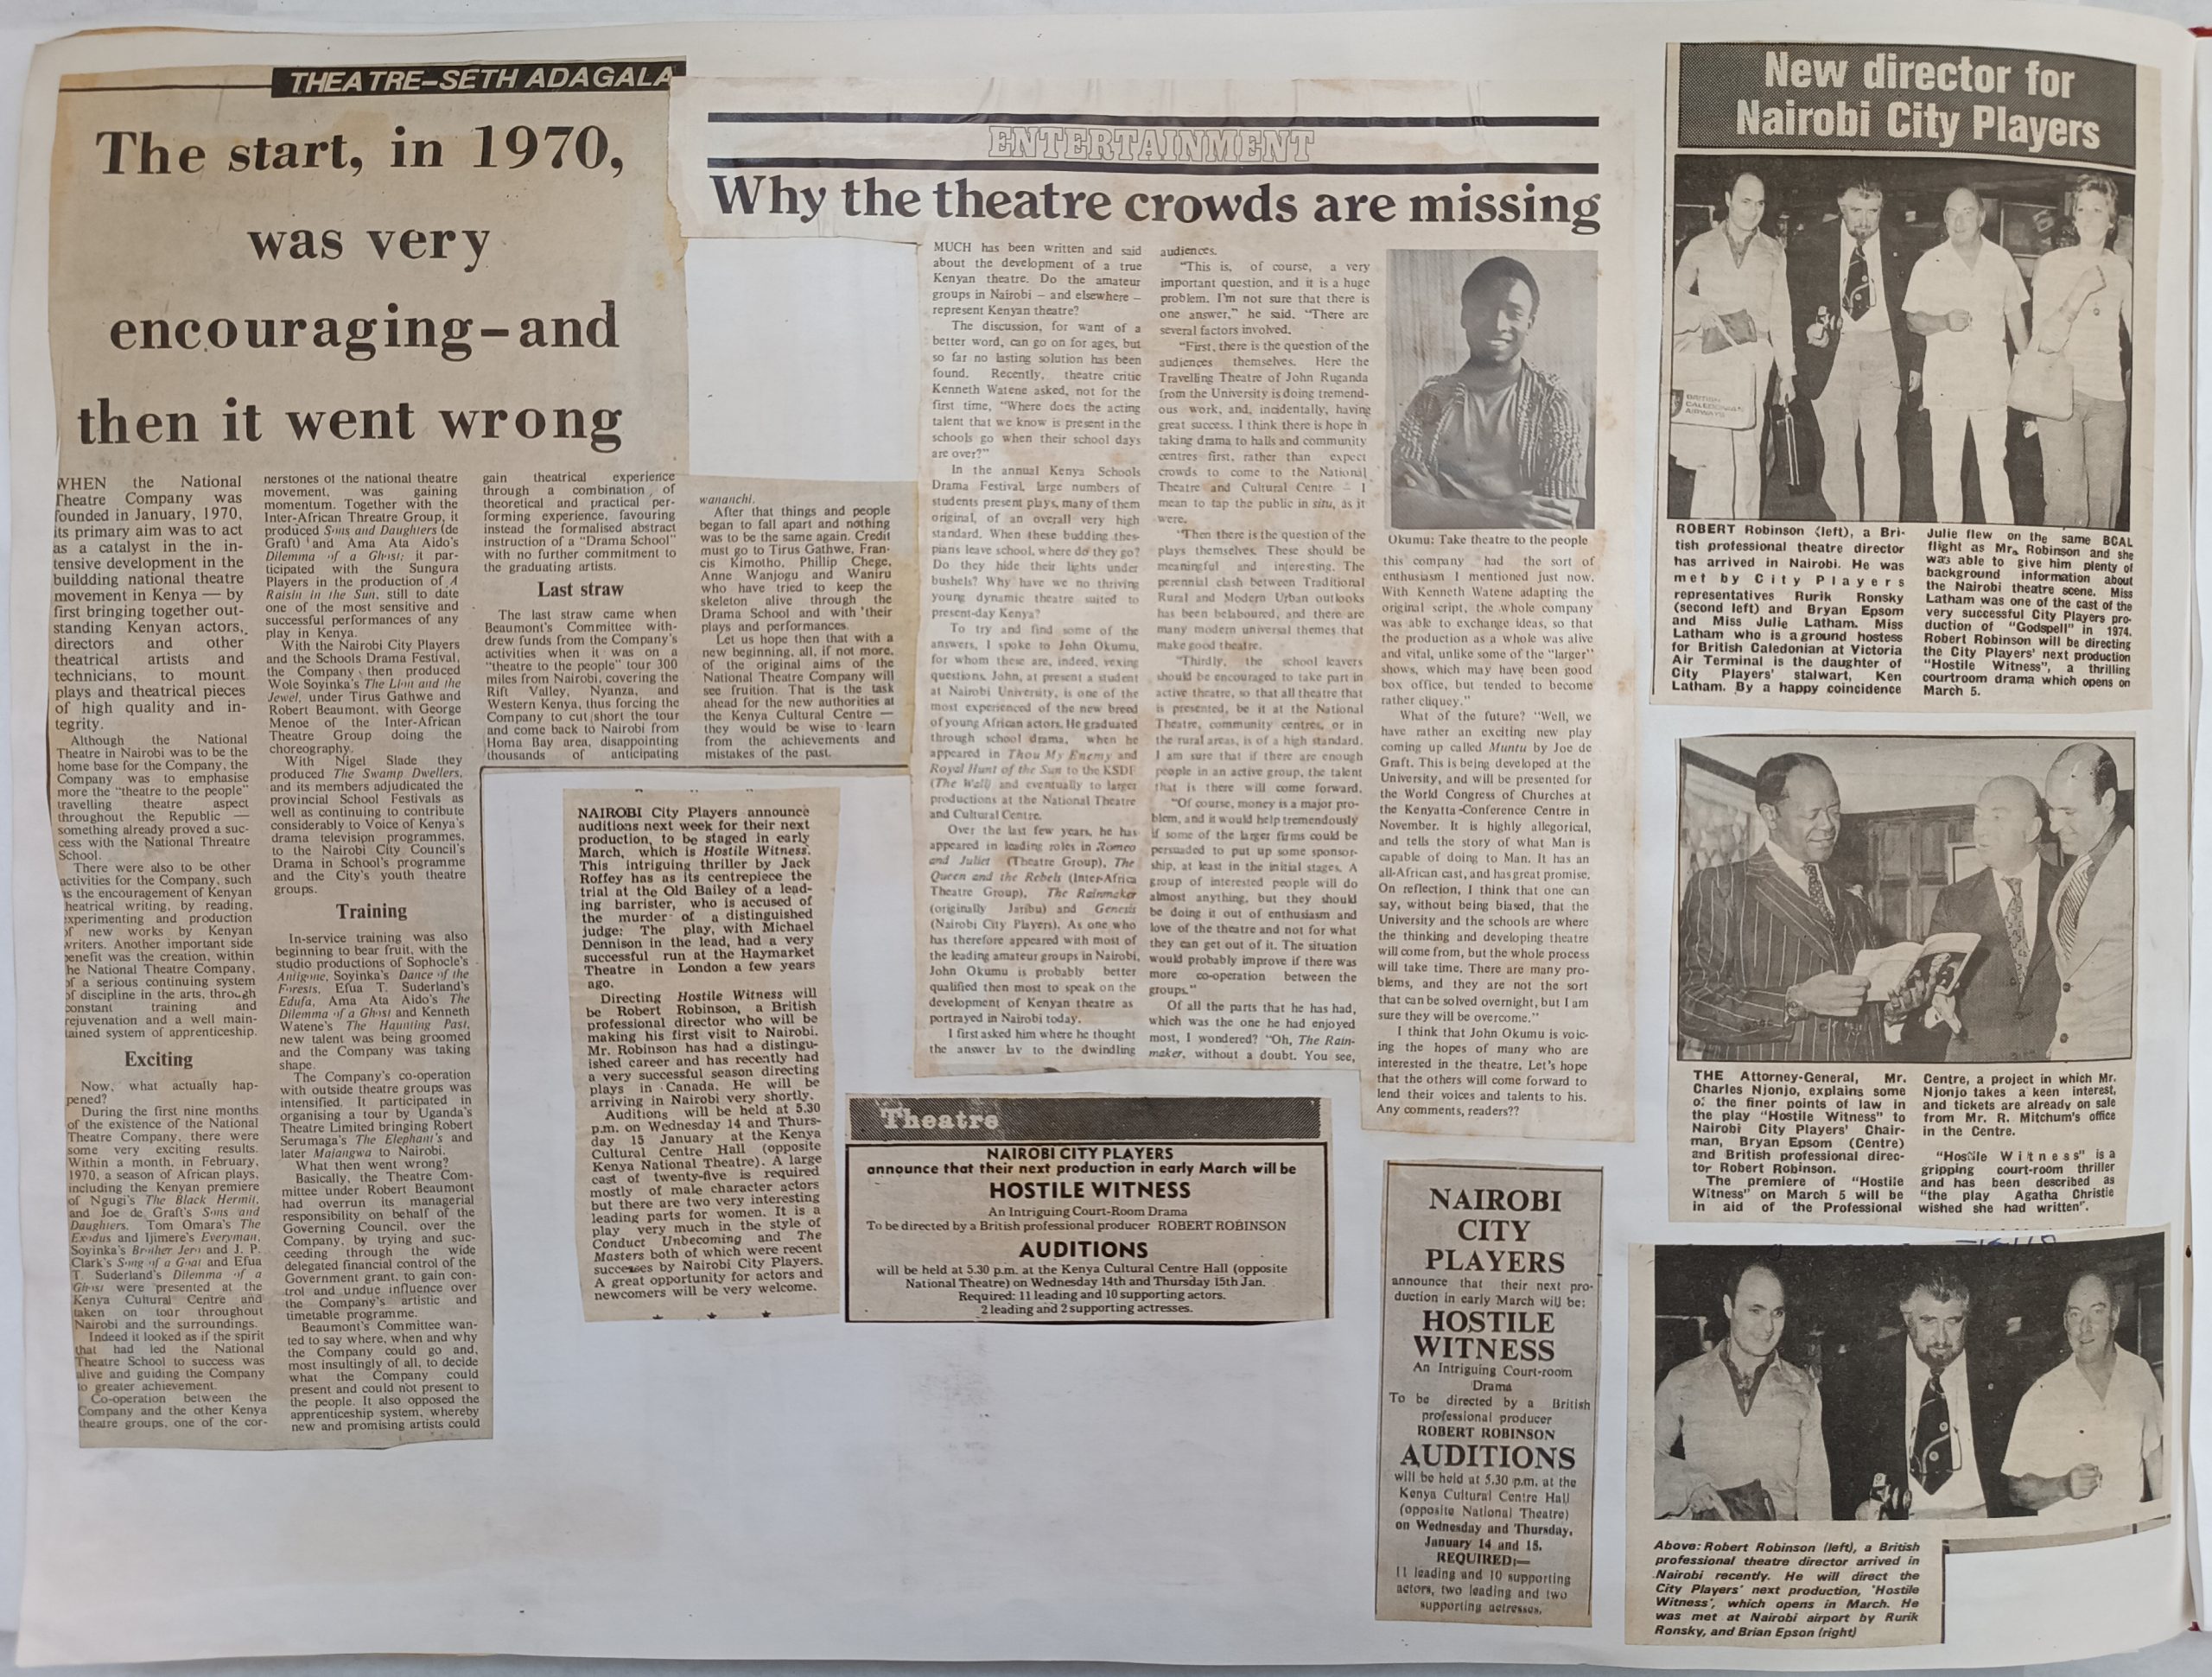 THEATRE–SETH ADAGALA
The start, in 1970,
was very
encouraging–and
then it went wrong
WHEN the National
Theatre Company was
founded in January, 1970,
its primary aim was to act
as a catalyst in the in-
tensive development in the
buildding national theatre
movement in Kenya — by
first bringing together out-
standing Kenyan actors,
directors and other
theatrical artists and
technicians, to mount
plays and theatrical pieces
of high quality and in-
tegrity.
Although the National
Theatre in Nairobi was to be the
home base for the Company, the
Company was to emphasise
more the "theatre to the people"
travelling theatre aspect
throughout the Republic —
something already proved a suc-
cess with the National Threatre
School.
There were also to be other
activities for the Company, such
as the encouragement of Kenyan
theatrical writing, by reading,
experimenting and production
of new works by Kenyan
writers. Another important side
benefit was the creation, within
the National Theatre Company,
of a serious continuing system
of discipline in the arts, through
constant training and
rejuvenation and a well main-
tained system of apprenticeship.
Exciting
Now, what actually hap-
pened?
During the first nine months
of the existence of the National
Theatre Company, there were
some very exciting results.
Within a month, in February,
1970, a season of African plays,
including the Kenyan premiere
of Ngugi's The Black Hermit,
and Joe de Graft's Sons and
Daughters, Tom Omara's The
Exodus and Ijimere's Everyman,
Soyinka's Brother Jero and J. P.
Clark's Song of a Goat and Efua
T. Suderland's Dilemma of a
Ghost were presented at the
Kenya Cultural Centre and
taken on tour throughout
Nairobi and the surroundings.
Indeed it looked as if the spirit
that had led the National
Theatre School to success was
alive and guiding the Company
to greater achievement.
Co-operation between the
Company and the other Kenya
theatre groups, one of the cor-
nerstones of the national theatre
movement, was gaining
momentum. Together with the
Inter-African Threatre Group, it
produced Sons and Daughters (de
Graft) and Ama Ata Aido's
Dilemma of a Ghost; it par-
ticipated with the Sungura
Players in the production of A
Raisin in the Sun, still to date
one of the most sensitive and
successful performances of any
play in Kenya.
With the Nairobi City Players
and the Schools Drama Festival,
the Company then produced
Wole Soyinka's The Lion and the
Jewel, under Tirus Gathwe and
Robert Beaumont, with George
Menoe of the Inter-African
Theatre Group doing the
choreography.
With Nigel Slade they
produced The Swamp Dwellers,
and its members adjudicated the
provincial School Festivals as
well as continuing to contribute
considerably to Voice of Kenya's
drama television programmes,
to the Nairobi City Council's
Drama in School's programme
and the City's youth theatre
groups.
Training
In-service training was also
beginning to bear fruit, with the
studio productions of Sophocle's
Antigone, Soyinka's Dance of the
Forests, Efua T. Suderland's
Edufa, Ama Ata Aido's The
Dilemma of a Ghost and Kenneth
Watene's The Haunting Past,
new talent was being groomed
and the Company was taking
shape.
The Company's co-operation
with outside theatre groups was
intensified. It participated in
organising a tour by Uganda's
Theatre Limited bringing Robert
Serumaga's The Elephants and
later Majangwa to Nairobi.
What then went wrong?
Basically, the Theatre Com-
mittee under Robert Beaumont
had overrun its managerial
responsibility on behalf of the
Governing Council, over the
Company, by trying and suc-
ceeding through the wide
delegated financial control of the
Government grant, to gain con-
trol and undue influence over
the Company's artistic and
timetable programme.
Beaumont's Committee wan-
ted to say where, when and why
the Company could go and,
most insultingly of all, to decide
what the Company could
present and could not present to
the people. It also opposed the
apprenticeship system, whereby
new and promising artists could
gain theatrical experience
through a combination of
theoretical and practical per-
forming experience, favouring
instead the formalised abstract
instruction of a "Drama School"
with no further commitment to
the graduating artists.
Last straw
The last straw came when
Beaumont's Committee with-
drew funds from the Company's
activities when it was on a
"theatre to the people" tour 300
miles from Nairobi, covering the
Rift Valley, Nyanza, and
Western Kenya, thus forcing the
Company to cut short the tour
and come back to Nairobi from
Homa Bay area, disappointing
thousands of anticipating
wananchi.
After that things and people
began to fall apart and nothing
was to be the same again. Credit
must go to Tirus Gathwe, Fran-
cis Kimotho, Phillip Chege,
Anne Wanjogu and Waniru
who have tried to keep the
skeleton alive through the
Drama School and with their
plays and performances.
Let us hope then that with a
new beginning, all, if not more,
of the original aims of the
National Theatre Company will
see fruition. That is the task
ahead for the new authorities at
the Kenya Cultural Centre —
they would be wise to learn
from the achievements and
mistakes of the past.
NAIROBI City Players announce
auditions next week for their next
production, to be staged in early
March, which is Hostile Witness.
This intriguing thriller by Jack
Roffey has as its centrepiece the
trial at the Old Bailey of a lead-
ing barrister, who is accused of
the murder of a distinguished
judge: The play, with Michael
Dennison in the lead, had a very
successful run at the Haymarket
Theatre in London a few years
ago.
Directing Hostile Witness will
be Robert Robinson, a British
professional director who will be
making his first visit to Nairobi.
Mr. Robinson has had a distingu-
ished career and has recently had
a very successful season directing
plays in Canada. He will be
arriving in Nairobi very shortly.
Auditions will be held at 5.30
p.m. on Wednesday 14 and Thurs-
day 15 January at the Kenya
Cultural Centre Hall (opposite
Kenya National Theatre). A large
cast of twenty-five is required
mostly of male character actors
but there are two very interesting
leading parts for women. It is a
play very much in the style of
Conduct Unbecoming and The
Masters both of which were recent
successes by Nairobi City Players.
A great opportunity for actors and
newcomers will be very welcome.
★ ★ ★
ENTERTAINMENT
Why the theatre crowds are missing
MUCH has been written and said
about the development of a true
Kenyan theatre. Do the amateur
groups in Nairobi – and elsewhere –
represent Kenyan theatre?
The discussion, for want of a
better word, can go on for ages, but
so far no lasting solution has been
found. Recently, theatre critic
Kenneth Watene asked, not for the
first time, "Where does the acting
talent that we know is present in the
schools go when their school days
are over?"
In the annual Kenya Schools
Drama Festival, large numbers of
students present plays, many of them
original, of an overall very high
standard. When these budding thes-
pians leave school, where do they go?
Do they hide their lights under
bushels? Why have we no thriving
young dynamic theatre suited to
present-day Kenya?
To try and find some of the
answers, I spoke to John Okumu,
for whom these are, indeed, vexing
questions. John, at present a student
at Nairobi University, is one of the
most experienced of the new breed
of young African actors. He graduated
through school drama, when he
appeared in Thou My Enemy and
Royal Hunt of the Sun to the KSDF
(The Wall) and eventually to larger
productions at the National Theatre
and Cultural Centre.
Over the last few years, he has
appeared in leading roles in Romeo
and Juliet (Theatre Group), The
Queen and the Rebels (Inter-Africa
Theatre Group), The Rainmaker
(originally Jaribu) and Genesis
(Nairobi City Players). As one who
has therefore appeared with most of
the leading amateur groups in Nairobi,
John Okumu is probably better
qualified then most to speak on the
development of Kenyan theatre as
portrayed in Nairobi today.
I first asked him where he thought
the answer lay to the dwindling
audiences.
"This is, of course, a very
important question, and it is a huge
problem. I'm not sure that there is
one answer," he said. "There are
several factors involved.
"First, there is the question of the
audiences themselves. Here the
Travelling Theatre of John Ruganda
from the University is doing tremend-
ous work, and, incidentally, having
great success. I think there is hope in
taking drama to halls and community
centres first, rather than expect
crowds to come to the National
Theatre and Cultural Centre – I
mean to tap the public in situ, as it
were.
"Then there is the question of the
plays themselves. These should be
meaningful and interesting. The
perennial clash between Traditional
Rural and Modern Urban outlooks
has been belaboured, and there are
many modern universal themes that
make good theatre.
"Thirdly, the school leavers
should be encouraged to take part in
active theatre, so that all theatre that
is presented, be it at the National
Theatre, community centres, or in
the rural areas, is of a high standard.
I am sure that if there are enough
people in an active group, the talent
that is there will come forward.
"Of course, money is a major pro-
blem, and it would help tremendously
if some of the larger firms could be
persuaded to put up some sponsor-
ship, at least in the initial stages. A
group of interested people will do
almost anything, but they should
be doing it out of enthusiasm and
love of the theatre and not for what
they can get out of it. The situation
would probably improve if there was
more co-operation between the
groups."
Of all the parts that he has had,
which was the one he had enjoyed
most, I wondered? "Oh, The Rain-
maker, without a doubt. You see,
Okumu: Take theatre to the people
this company had the sort of
enthusiasm I mentioned just now.
With Kenneth Watene adapting the
original script, the whole company
was able to exchange ideas, so that
the production as a whole was alive
and vital, unlike some of the "larger"
shows, which may have been good
box office, but tended to become
rather cliquey."
What of the future? "Well, we
have rather an exciting new play
coming up called Muntu by Joe de
Graft. This is being developed at the
University, and will be presented for
the World Congress of Churches at
the Kenyatta Conference Centre in
November. It is highly allegorical,
and tells the story of what Man is
capable of doing to Man. It has an
all-African cast, and has great promise.
On reflection, I think that one can
say, without being biased, that the
University and the schools are where
the thinking and developing theatre
will come from, but the whole process
will take time. There are many pro-
blems, and they are not the sort
that can be solved overnight, but I am
sure they will be overcome."
I think that John Okumu is voic-
ing the hopes of many who are
interested in the theatre. Let's hope
that the others will come forward to
lend their voices and talents to his.
Any comments, readers??
Theatre
NAIROBI CITY PLAYERS
announce that their next production in early March will be
HOSTILE WITNESS
An Intriguing Court-Room Drama
To be directed by a British professional producer ROBERT ROBINSON
AUDITIONS
will be held at 5.30 p.m. at the Kenya Cultural Centre Hall (opposite
National Theatre) on Wednesday 14th and Thursday 15th Jan.
Required: 11 leading and 10 supporting actors.
2 leading and 2 supporting actresses.
NAIROBI
CITY
PLAYERS
announce that their next pro-
duction in early March will be:
HOSTILE
WITNESS
An Intriguing Court-room
Drama
To be directed by a British
professional producer
ROBERT ROBINSON
AUDITIONS
will be held at 5.30 p.m. at the
Kenya Cultural Centre Hall
(opposite National Theatre)
on Wednesday and Thursday,
January 14 and 15.
REQUIRED:—
11 leading and 10 supporting
actors, two leading and two
supporting actresses.
New director for
Nairobi City Players
BRITISH
CALEDONIAN
AIRWAYS
ROBERT Robinson (left), a Bri-
tish professional theatre director
has arrived in Nairobi. He was
met by City Players
representatives Rurik Ronsky
(second left) and Bryan Epsom
and Miss Julie Latham. Miss
Latham who is a ground hostess
for British Caledonian at Victoria
Air Terminal is the daughter of
City Players' stalwart, Ken
Latham. By a happy coincidence
Julie flew on the same BCAL
flight as Mr. Robinson and she
was able to give him plenty of
background information about
the Nairobi theatre scene. Miss
Latham was one of the cast of the
very successful City Players pro-
duction of "Godspell" in 1974.
Robert Robinson will be directing
the City Players' next production
"Hostile Witness", a thrilling
courtroom drama which opens on
March 5.
THE Attorney-General, Mr.
Charles Njonjo, explains some
of the finer points of law in
the play "Hostile Witness" to
Nairobi City Players' Chair-
man, Bryan Epsom (Centre)
and British professional direc-
tor Robert Robinson.
The premiere of "Hostile
Witness" on March 5 will be
in aid of the Professional
Centre, a project in which Mr.
Njonjo takes a keen interest,
and tickets are already on sale
from Mr. R. Mitchum's office
in the Centre.
"Hostile Witness" is a
gripping court-room thriller
and has been described as
"the play Agatha Christie
wished she had written".
Above: Robert Robinson (left), a British
professional theatre director arrived in
Nairobi recently. He will direct the
City Players' next production, 'Hostile
Witness', which opens in March. He
was met at Nairobi airport by Rurik
Ronsky, and Brian Epson (right)